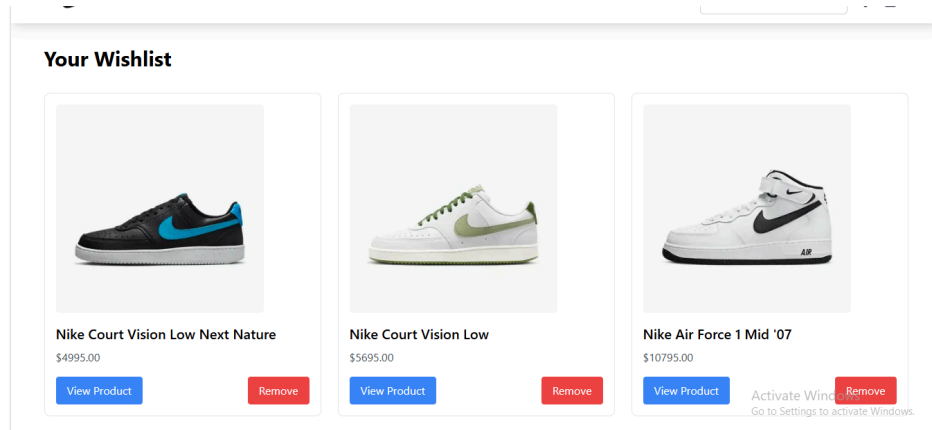 Your Wishlist
Nike Court Vision Low Next Nature
$4995.00
View Product
Remove
Nike Court Vision Low
$5695.00
View Product
Remove
AIR
Nike Air Force 1 Mid '07
$10795.00
View Product
Remove
Activate Windows
Go to Settings to activate Windows.